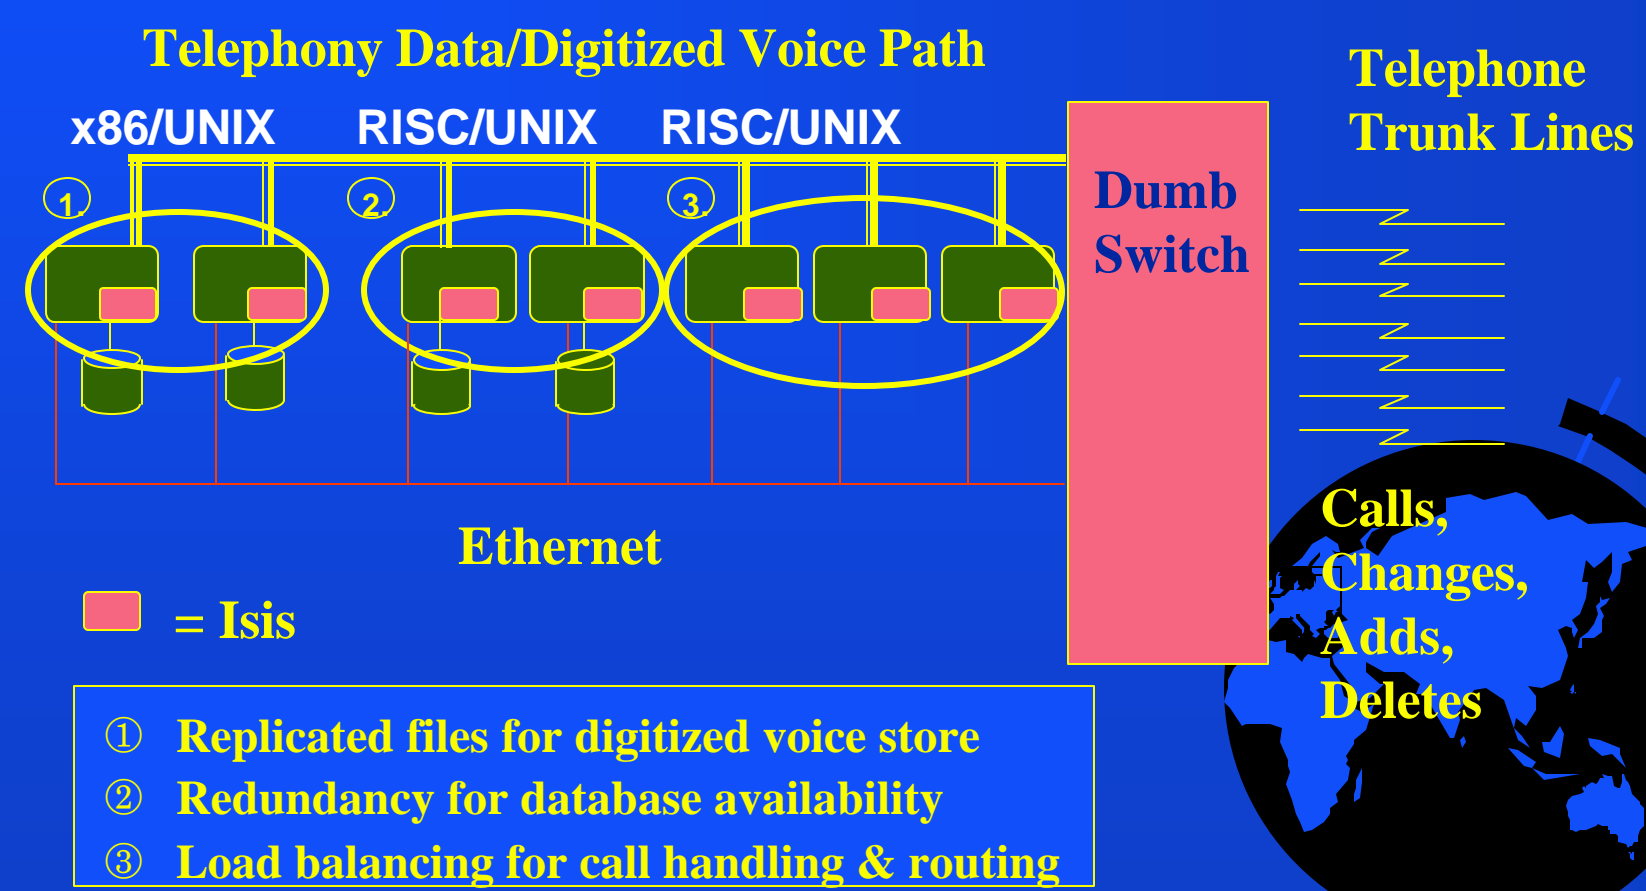 Telephony Data/Digitized Voice Path
Telephone
Trunk Lines
x86/UNIX
RISC/UNIX
RISC/UNIX
1.
2.
3.
Dumb
Switch
Calls,
Changes,
Adds,
Deletes
Ethernet
= Isis
① Replicated files for digitized voice store
② Redundancy for database availability
③ Load balancing for call handling & routing